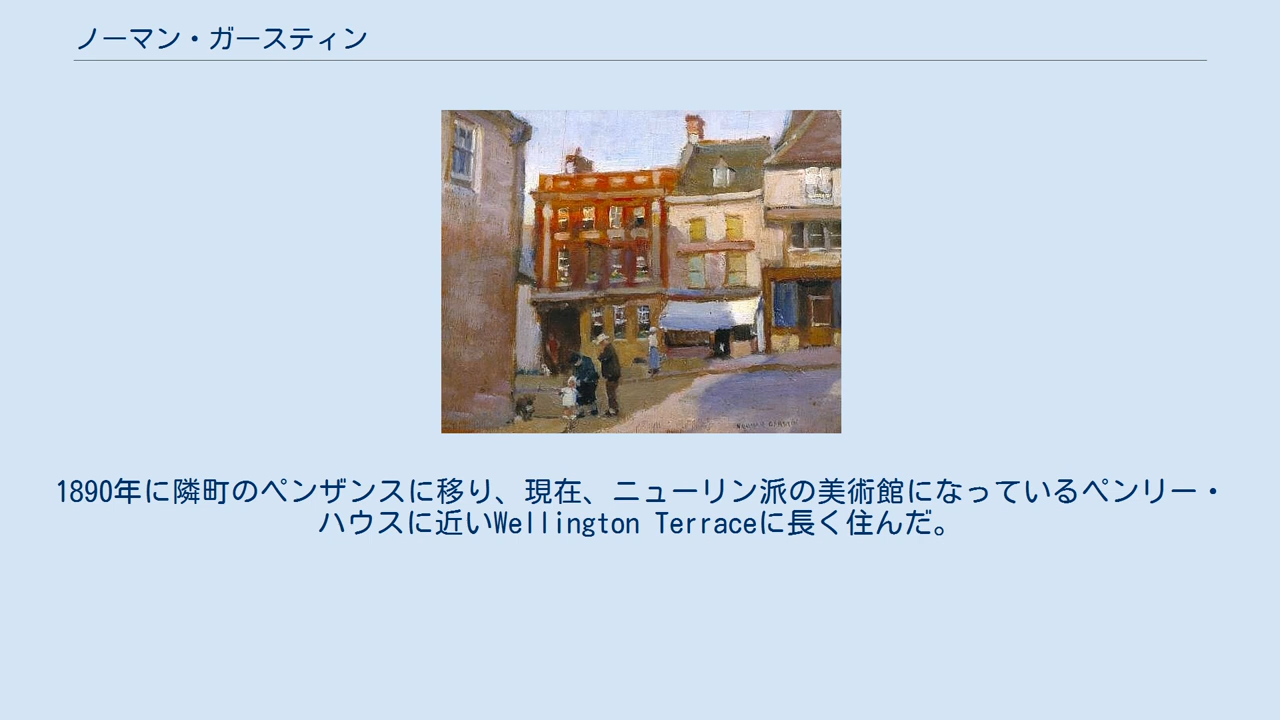 ノーマン・ガースティン
NORMAN GARSTIN
1890年に隣町のペンザンスに移り、現在、ニューリン派の美術館になっているペンリー・
ハウスに近いWellington Terraceに長く住んだ。